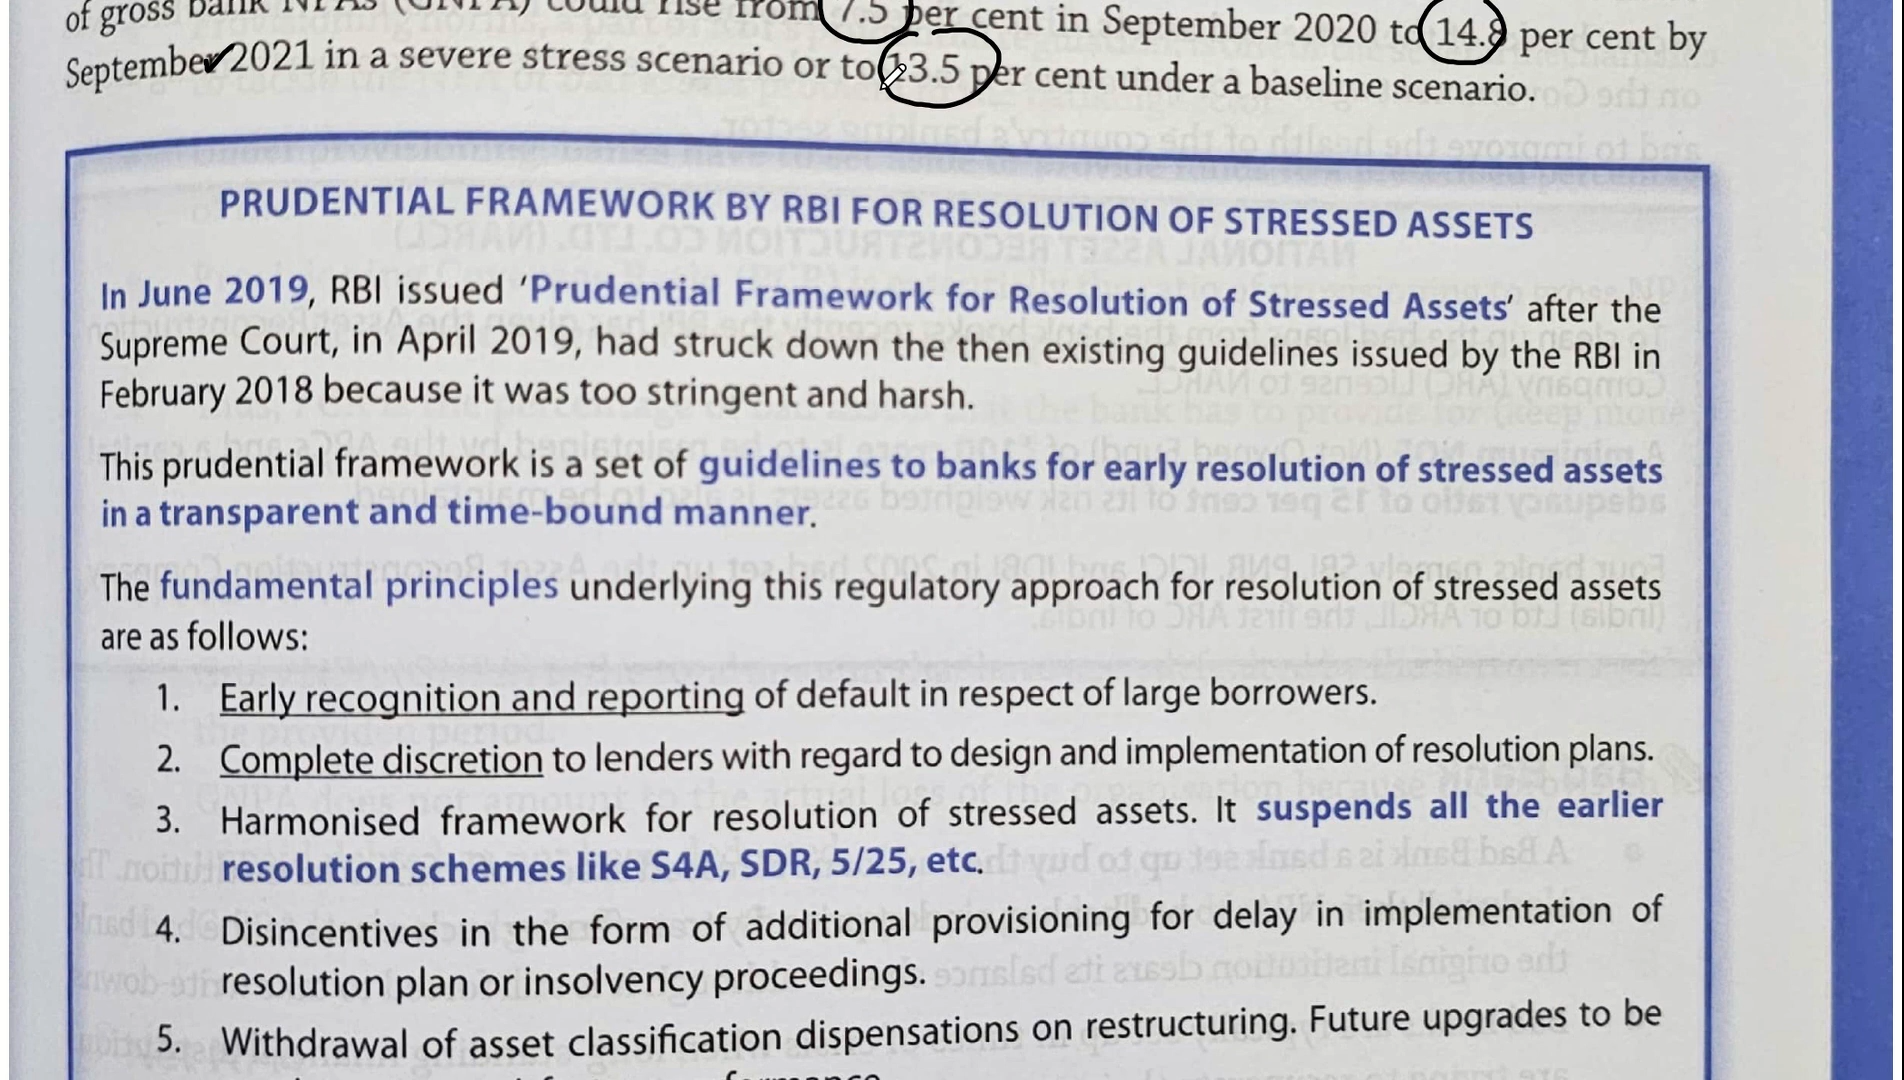 of gross bank NPAs (GNPA) could rise from 7.5 per cent in September 2020 to 14.8 per cent by
September 2021 in a severe stress scenario or to 13.5 per cent under a baseline scenario.
PRUDENTIAL FRAMEWORK BY RBI FOR RESOLUTION OF STRESSED ASSETS
In June 2019, RBI issued ‘Prudential Framework for Resolution of Stressed Assets’ after the
Supreme Court, in April 2019, had struck down the then existing guidelines issued by the RBI in
February 2018 because it was too stringent and harsh.
This prudential framework is a set of guidelines to banks for early resolution of stressed assets
in a transparent and time-bound manner.
The fundamental principles underlying this regulatory approach for resolution of stressed assets
are as follows:
1. Early recognition and reporting of default in respect of large borrowers.
2. Complete discretion to lenders with regard to design and implementation of resolution plans.
3. Harmonised framework for resolution of stressed assets. It suspends all the earlier
resolution schemes like S4A, SDR, 5/25, etc.
4. Disincentives in the form of additional provisioning for delay in implementation of
resolution plan or insolvency proceedings.
5. Withdrawal of asset classification dispensations on restructuring. Future upgrades to be